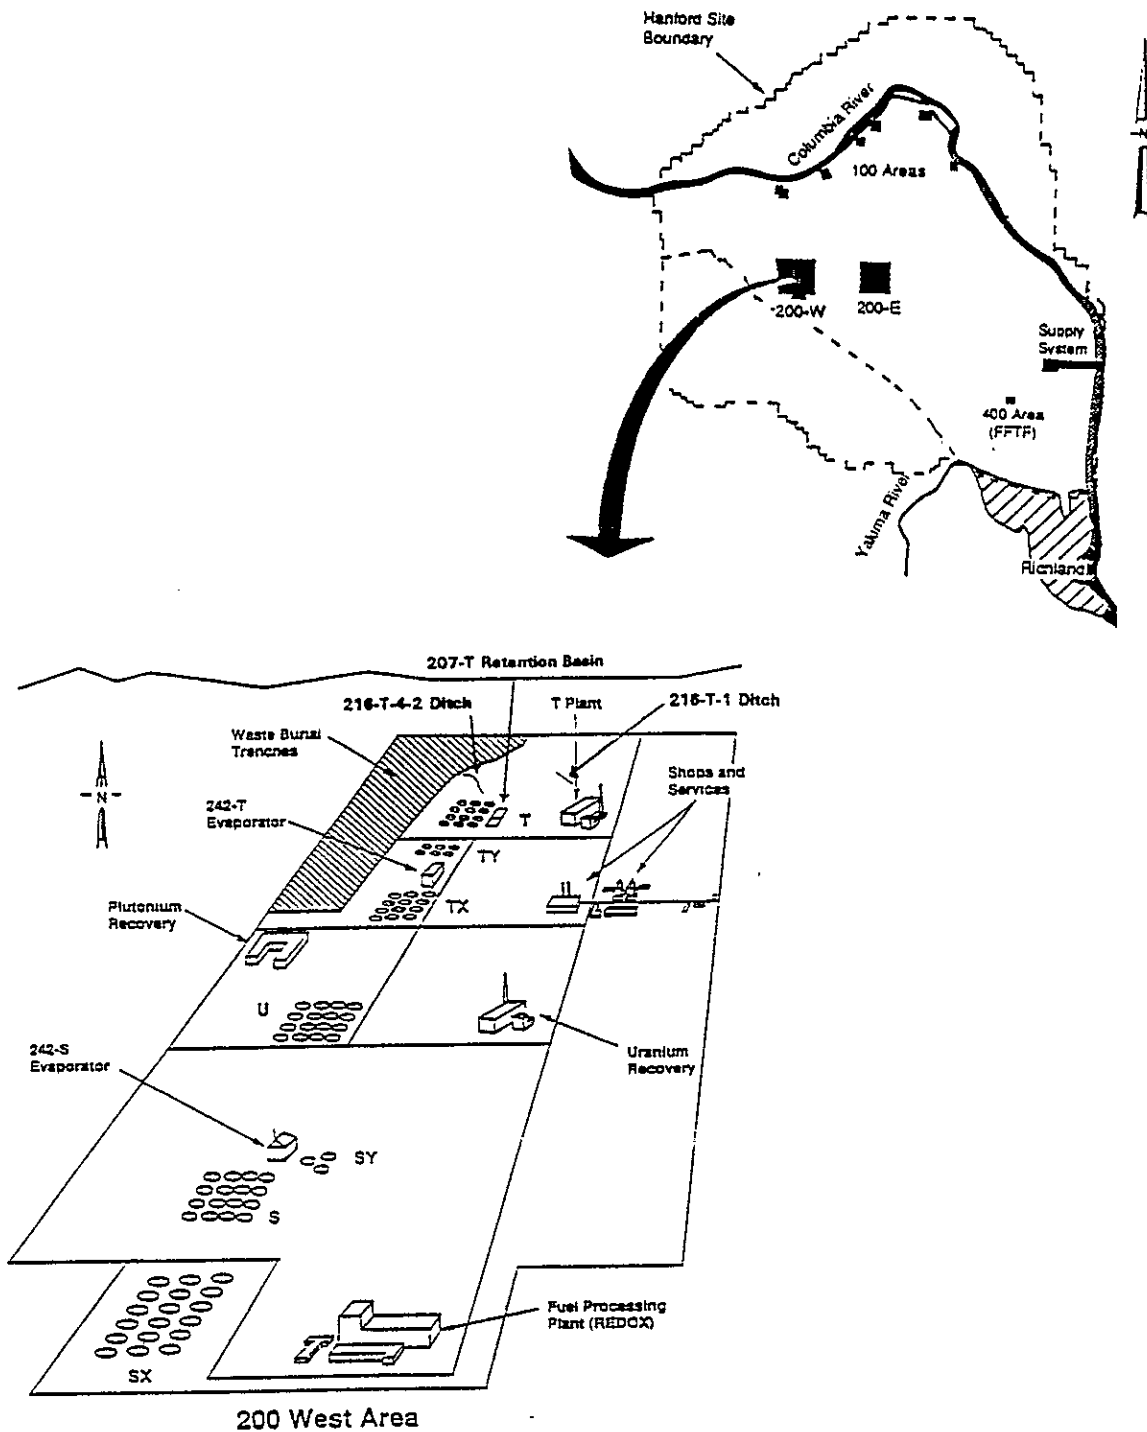 Hanford Site
Boundary
Columbia River
100 Areas
200-W
200-E
Supply
System
400 Area
(FFTF)
Yakima River
Richland
207-T Retention Basin
216-T-4-2 Ditch
T Plant
216-T-1 Ditch
Waste Burial
Trenches
Shops and
Services
N
242-T
Evaporator
T
TY
TX
Plutonium
Recovery
U
242-S
Evaporator
Uranium
Recovery
SY
S
Fuel Processing
Plant (REDOX)
SX
200 West Area